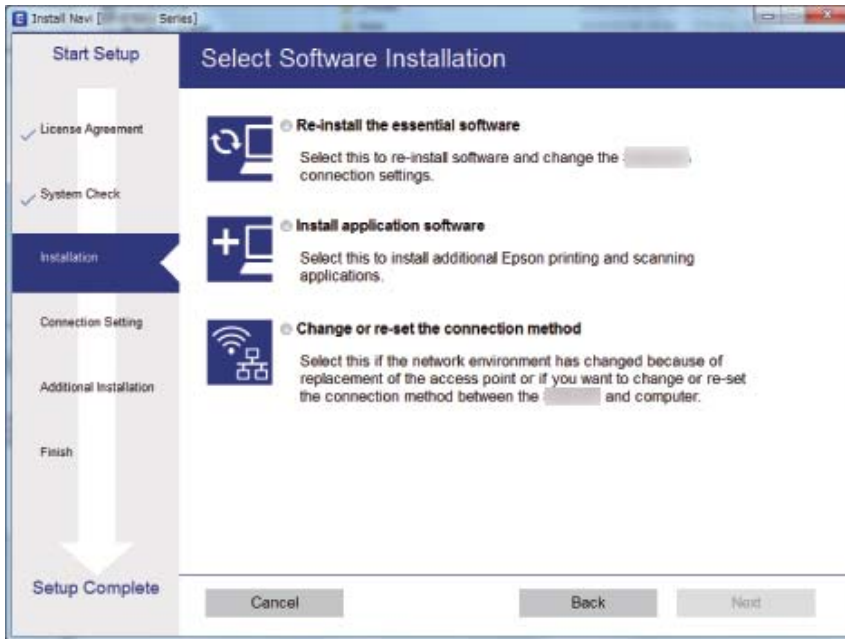 Install Navi [ Series]
Start Setup
License Agreement
System Check
Installation
Connection Setting
Additional Installation
Finish
Setup Complete
Select Software Installation
Re-install the essential software
Select this to re-install software and change the
connection settings.
Install application software
Select this to install additional Epson printing and scanning
applications.
Change or re-set the connection method
Select this if the network environment has changed because of
replacement of the access point or if you want to change or re-set
the connection method between the and computer.
Cancel
Back
Next